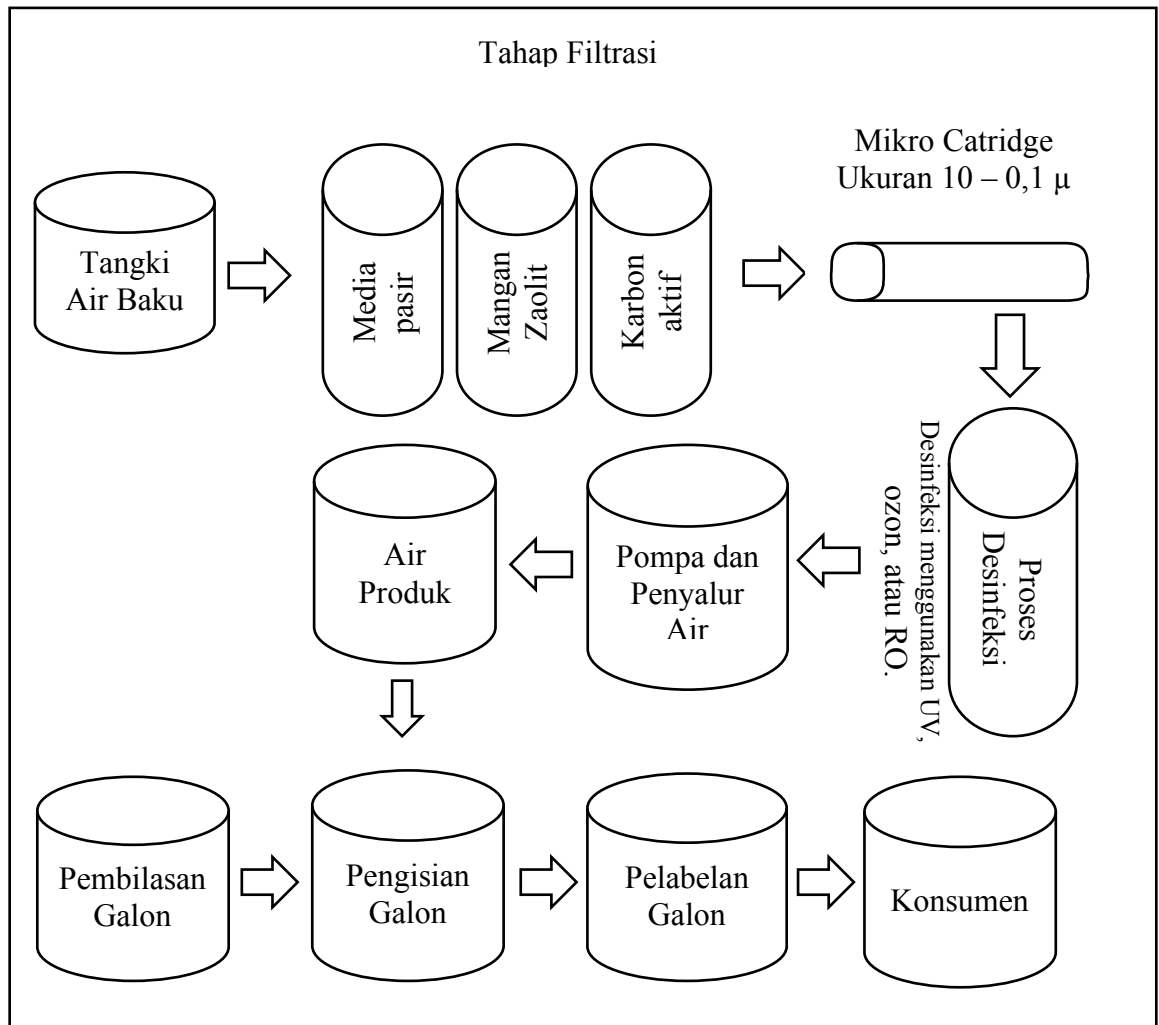 Tahap Filtrasi
Tangki
Air Baku
Media
pasir
Mangan
Zaolit
Karbon
aktif
Mikro Catridge
Ukuran 10 – 0,1 µ
Proses
Desinfeksi
Desinfeksi menggunakan UV,
ozon, atau RO.
Pompa dan
Penyalur
Air
Air
Produk
Pembilasan
Galon
Pengisian
Galon
Pelabelan
Galon
Konsumen